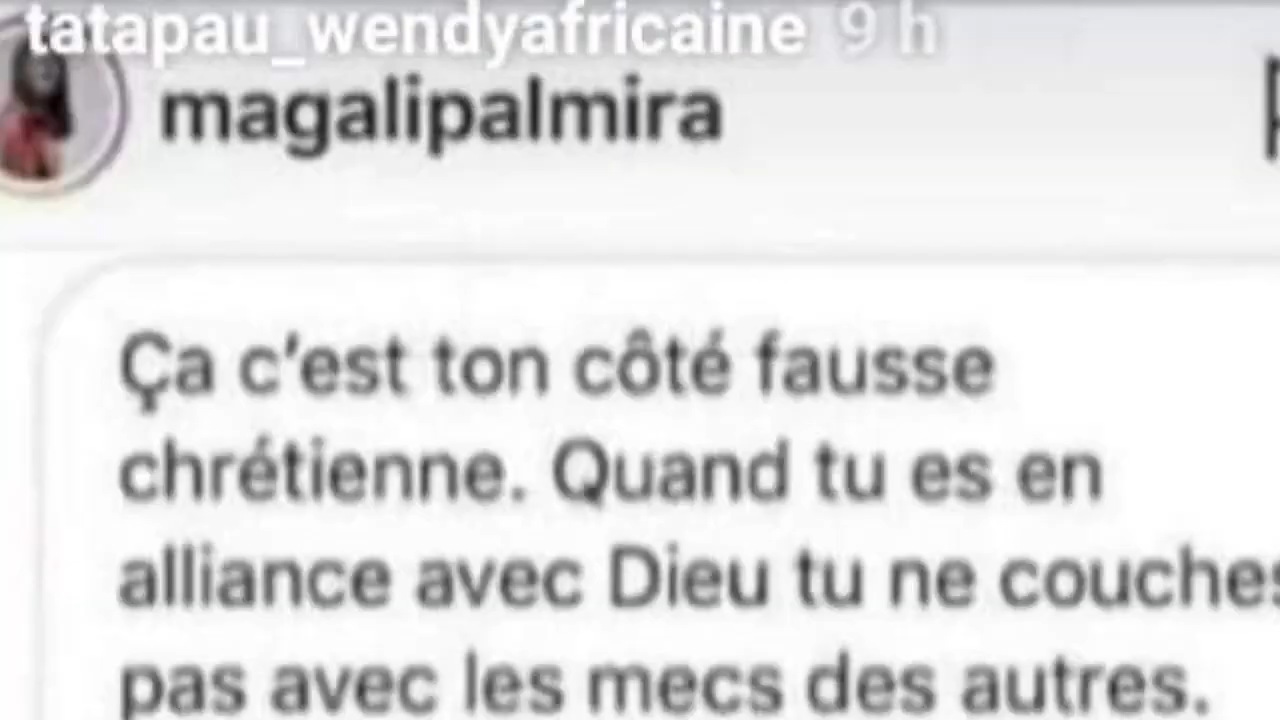 tatapau_wendyafricaine 9 h
magalipalmira
Ça c'est ton côté fausse
chrétienne. Quand tu es en
alliance avec Dieu tu ne couches
pas avec les mecs des autres.